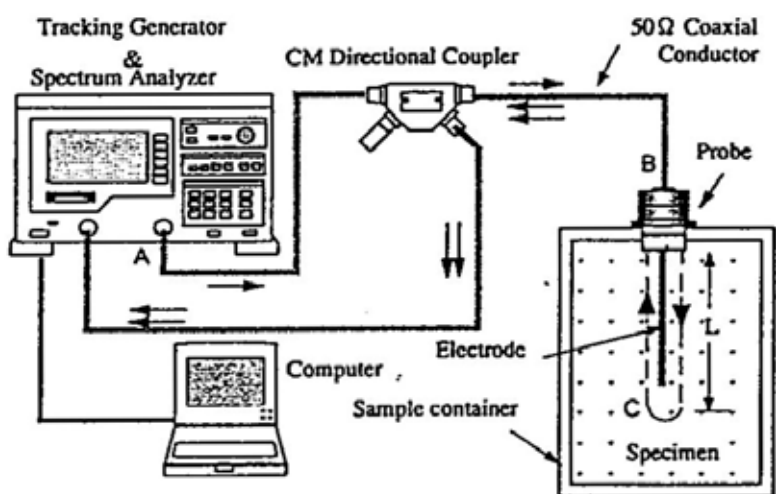 Tracking Generator
&
Spectrum Analyzer
CM Directional Coupler
50Ω Coaxial
Conductor
B
Probe
A
L
Electrode
Computer
C
Sample container
Specimen